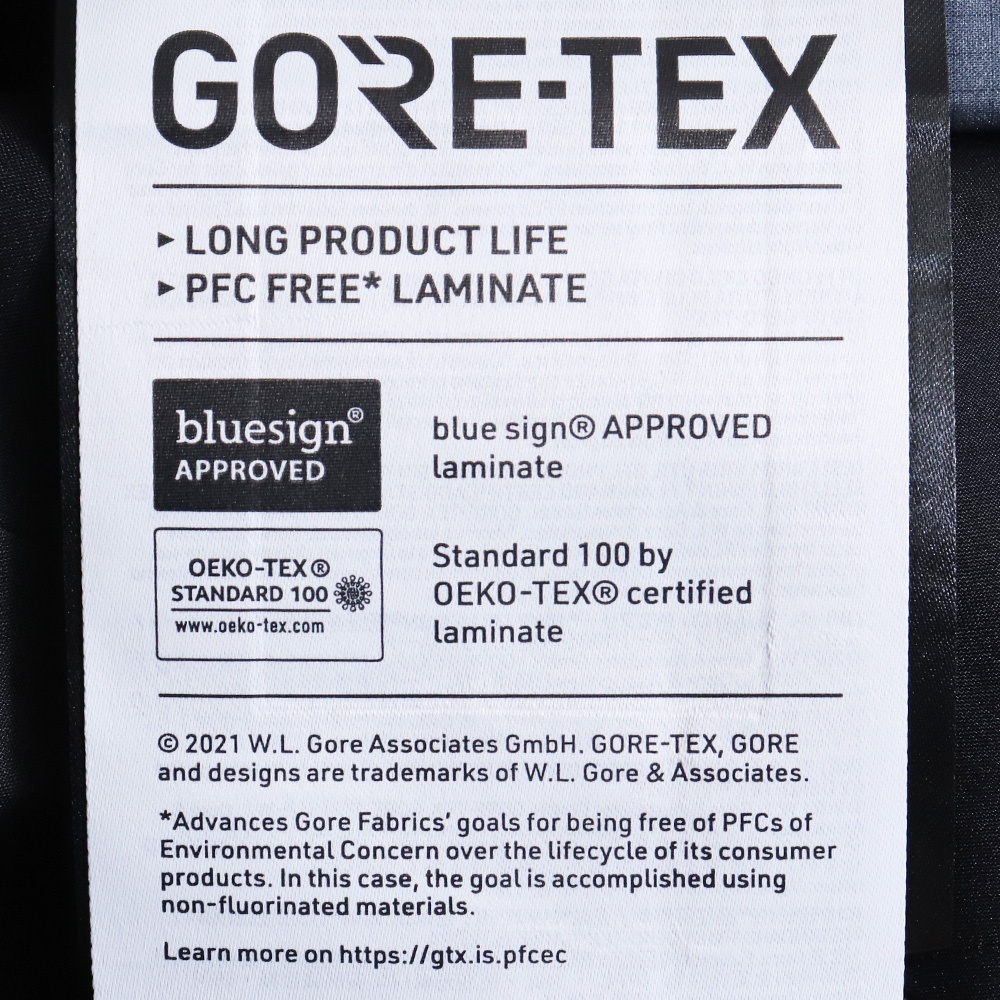 GORE-TEX
▸ LONG PRODUCT LIFE
▸ PFC FREE* LAMINATE
bluesign®
APPROVED
blue sign® APPROVED
laminate
OEKO-TEX®
STANDARD 100
www.oeko-tex.com
Standard 100 by
OEKO-TEX® certified
laminate
© 2021 W.L. Gore Associates GmbH. GORE-TEX, GORE
and designs are trademarks of W.L. Gore & Associates.
*Advances Gore Fabrics' goals for being free of PFCs of
Environmental Concern over the lifecycle of its consumer
products. In this case, the goal is accomplished using
non-fluorinated materials.
Learn more on https://gtx.is.pfcec